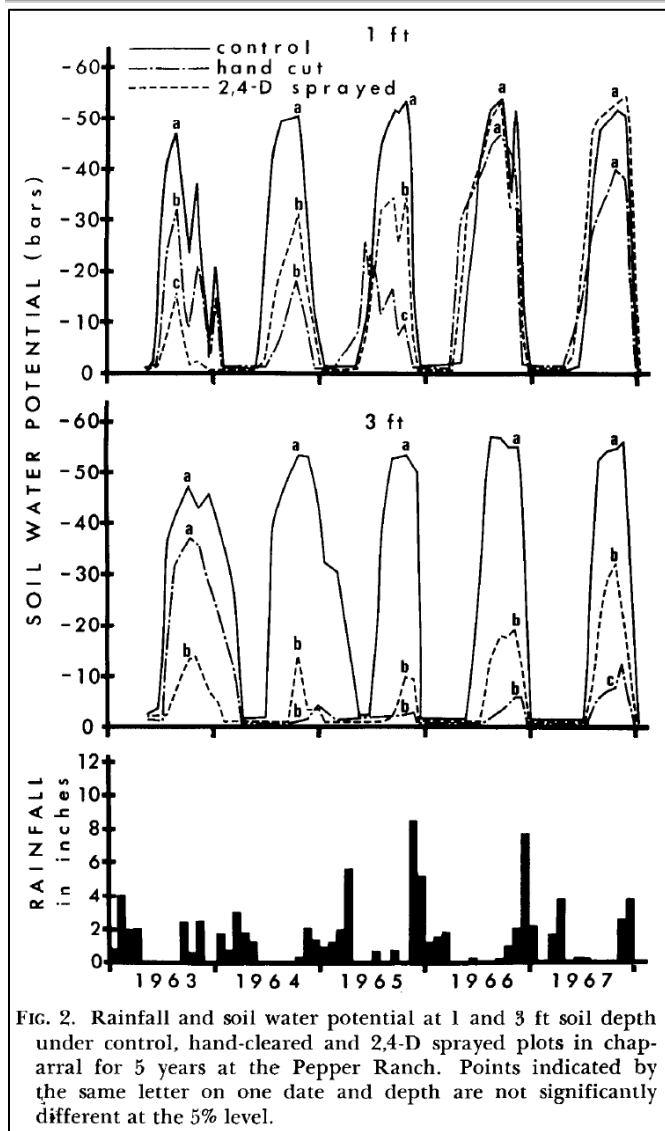 1 ft
control
hand cut
2,4-D sprayed
-60
-50
-40
-30
-20
-10
0
a
b
c
a
b
b
a
b
c
a
a
a
a
SOIL WATER POTENTIAL (bars)
3 ft
-60
-50
-40
-30
-20
-10
0
a
a
b
a
b
b
a
b
b
a
b
b
a
b
c
RAINFALL
in inches
12
10
8
6
4
2
0
1963 1964 1965 1966 1967
FIG. 2. Rainfall and soil water potential at 1 and 3 ft soil depth
under control, hand-cleared and 2,4-D sprayed plots in chap-
arral for 5 years at the Pepper Ranch. Points indicated by
the same letter on one date and depth are not significantly
different at the 5% level.